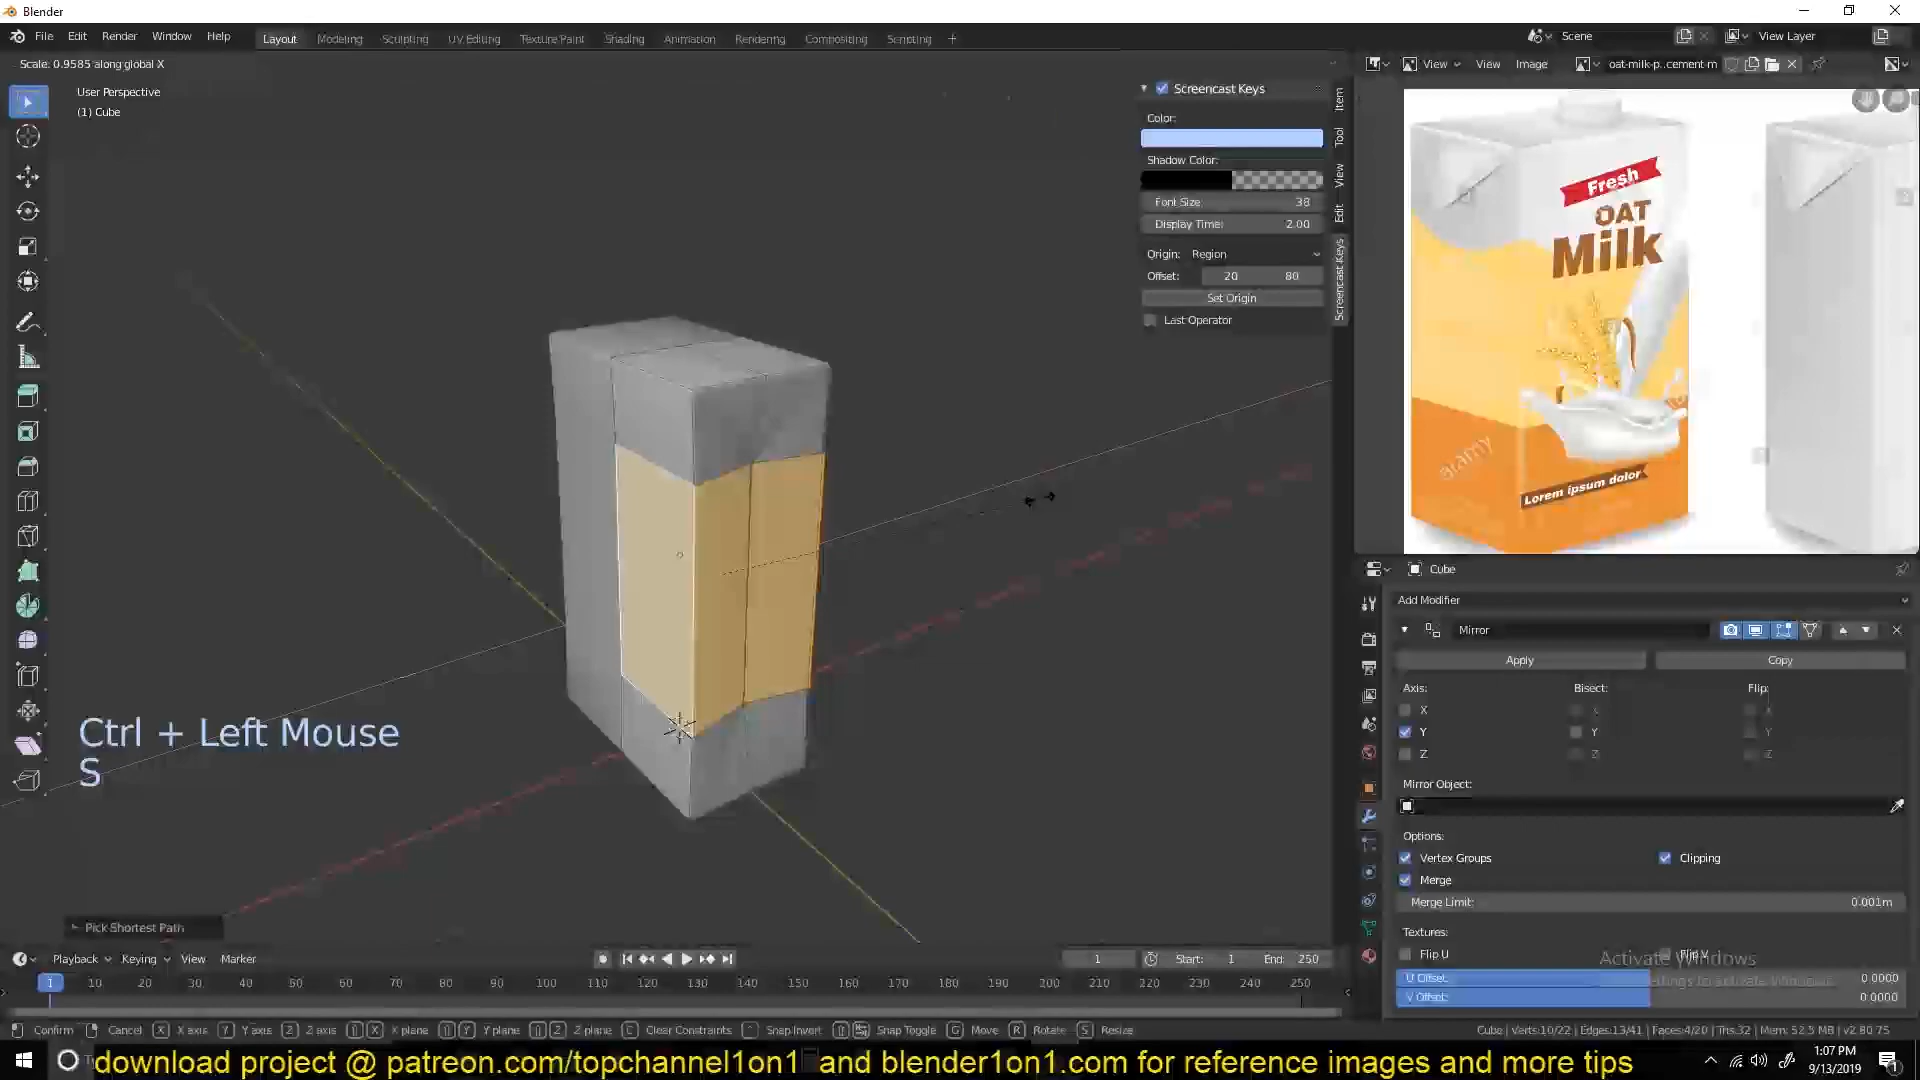 Blender
File Edit Render Window Help
Layout Modeling Sculpting UV Editing Texture Paint Shading Animation Rendering Compositing Scripting +
Scene
View Layer
Scale: 0.9585 along global X
User Perspective
(1) Cube
Screencast Keys
Color:
Shadow Color:
Font Size: 38
Display Time: 2.00
Origin: Region
Offset: 20 80
Set Origin
Last Operator
Item
Tool
View
Edit
Screencast Keys
View View Image oat-milk-p..cement-m
Fresh
OAT
Milk
alamy
Lorem ipsum dolor
Cube
Add Modifier
Mirror
Apply Copy
Axis: Bisect: Flip:
X X X
Y Y Y
Z Z Z
Mirror Object:
Options:
Vertex Groups Clipping
Merge
Merge Limit: 0.001m
Textures:
Flip U Flip V
U Offset: 0.0000
V Offset: 0.0000
Activate Windows
Ctrl + Left Mouse
S
Pick Shortest Path
Playback Keying View Marker
1 Start: 1 End: 250
1 10 20 30 40 50 60 70 80 90 100 110 120 130 140 150 160 170 180 190 200 210 220 230 240 250
Confirm Cancel X X axis Y Y axis Z Z axis X X plane Y Y plane Z Z plane C Clear Constraints Snap Invert Snap Toggle G Move R Rotate S Resize
Cube | Verts:10/22 | Edges:13/41 | Faces:4/20 | Tris:32 | Mem: 52.5 MB | v2.80.75
download project @ patreon.com/topchannel1on1 and blender1on1.com for reference images and more tips
1:07 PM
9/13/2019